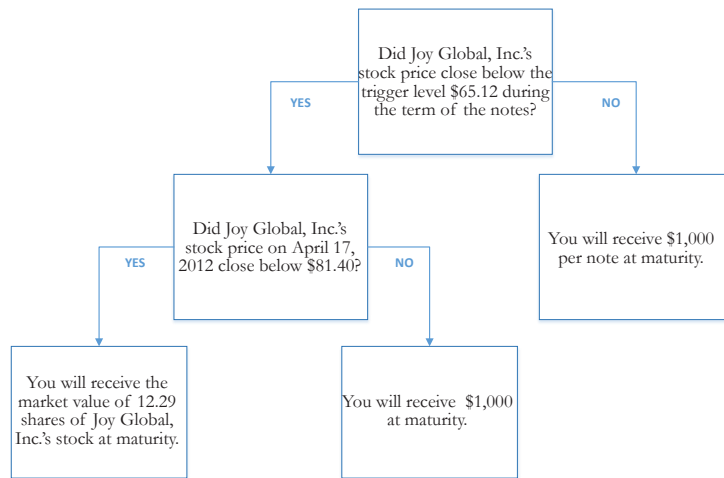 Did Joy Global, Inc.'s
stock price close below the
trigger level $65.12 during
the term of the notes?
YES
NO
Did Joy Global, Inc.'s
stock price on April 17,
2012 close below $81.40?
You will receive $1,000
per note at maturity.
YES
NO
You will receive the
market value of 12.29
shares of Joy Global,
Inc.'s stock at maturity.
You will receive $1,000
at maturity.